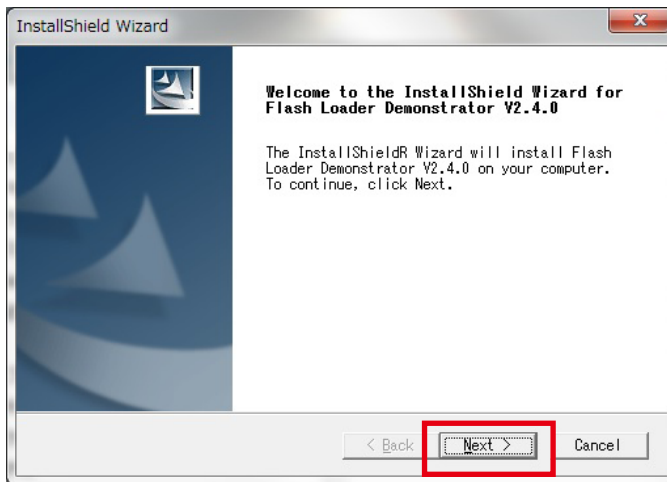 InstallShield Wizard
Welcome to the InstallShield Wizard for
Flash Loader Demonstrator V2.4.0
The InstallShieldR Wizard will install Flash
Loader Demonstrator V2.4.0 on your computer.
To continue, click Next.
< Back
Next >
Cancel